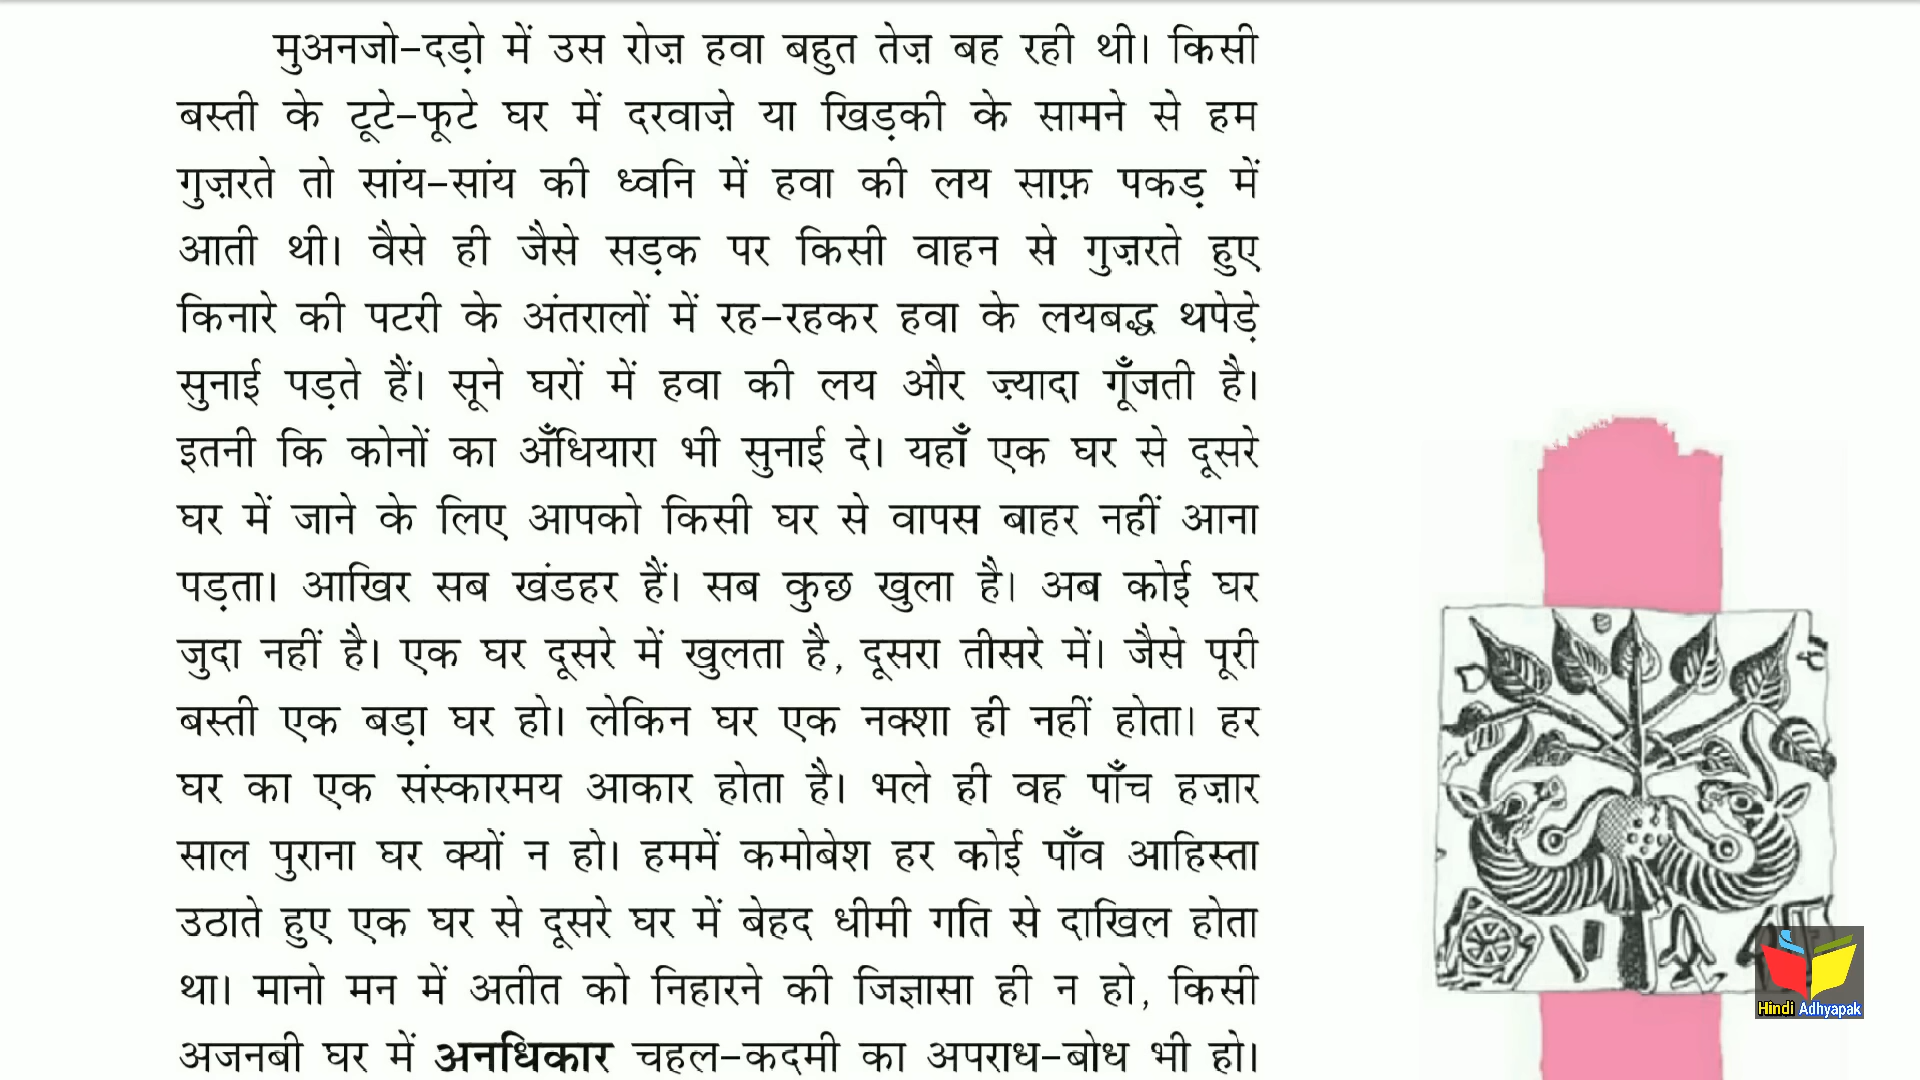 मुअनजो-दड़ो में उस रोज़ हवा बहुत तेज़ बह रही थी। किसी
बस्ती के टूटे-फूटे घर में दरवाज़े या खिड़की के सामने से हम
गुज़रते तो सांय-सांय की ध्वनि में हवा की लय साफ़ पकड़ में
आती थी। वैसे ही जैसे सड़क पर किसी वाहन से गुज़रते हुए
किनारे की पटरी के अंतरालों में रह-रहकर हवा के लयबद्ध थपेड़े
सुनाई पड़ते हैं। सूने घरों में हवा की लय और ज़्यादा गूँजती है।
इतनी कि कोनों का अँधियारा भी सुनाई दे। यहाँ एक घर से दूसरे
घर में जाने के लिए आपको किसी घर से वापस बाहर नहीं आना
पड़ता। आखिर सब खंडहर हैं। सब कुछ खुला है। अब कोई घर
जुदा नहीं है। एक घर दूसरे में खुलता है, दूसरा तीसरे में। जैसे पूरी
बस्ती एक बड़ा घर हो। लेकिन घर एक नक्शा ही नहीं होता। हर
घर का एक संस्कारमय आकार होता है। भले ही वह पाँच हज़ार
साल पुराना घर क्यों न हो। हममें कमोबेश हर कोई पाँव आहिस्ता
उठाते हुए एक घर से दूसरे घर में बेहद धीमी गति से दाखिल होता
था। मानो मन में अतीत को निहारने की जिज्ञासा ही न हो, किसी
अजनबी घर में अनधिकार चहल-कदमी का अपराध-बोध भी हो।
Hindi Adhyapak